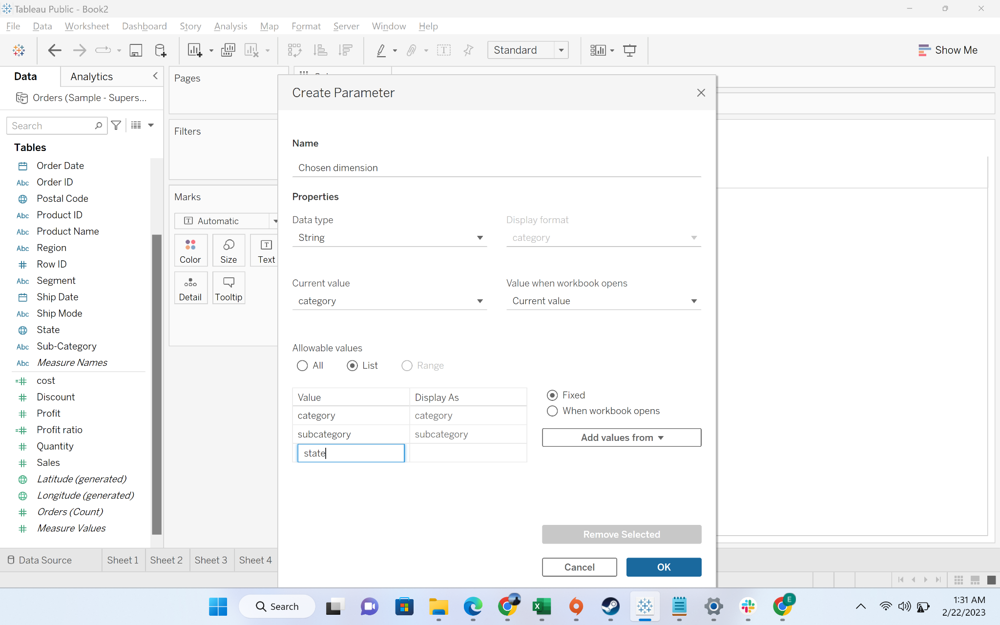 Tableau Public - Book2
File Data Worksheet Dashboard Story Analysis Map Format Server Window Help
Standard
Show Me
Data
Analytics
Orders (Sample - Supers...
Search
Tables
Order Date
Abc Order ID
Postal Code
Abc Product ID
Abc Product Name
Abc Region
Row ID
Abc Segment
Ship Date
Abc Ship Mode
State
Abc Sub-Category
Abc Measure Names
cost
Discount
Profit
Profit ratio
Quantity
Sales
Latitude (generated)
Longitude (generated)
Orders (Count)
Measure Values
Pages
Filters
Marks
Automatic
Color Size Text
Detail Tooltip
Create Parameter
Name
Chosen dimension
Properties
Data type Display format
String category
Current value Value when workbook opens
category Current value
Allowable values
All List Range
Value Display As
category category
subcategory subcategory
state
Fixed
When workbook opens
Add values from
Remove Selected
Cancel OK
Data Source Sheet 1 Sheet 2 Sheet 3 Sheet 4
Search
1:31 AM
2/22/2023